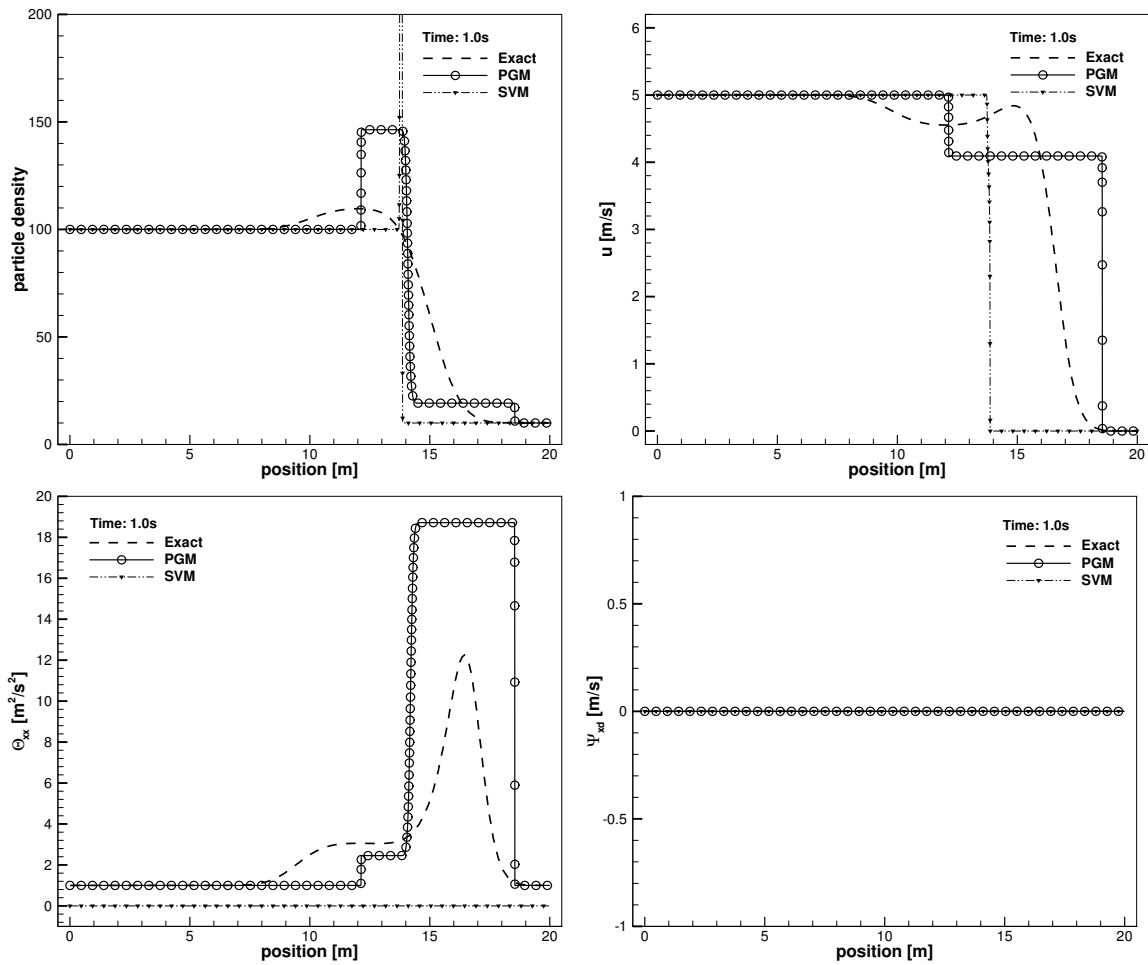 particle density
200
150
100
50
0
Time: 1.0s
Exact
PGM
SVM
0 5 10 15 20
position [m]
u [m/s]
6
5
4
3
2
1
0
Time: 1.0s
Exact
PGM
SVM
0 5 10 15 20
position [m]
Θxx [m²/s²]
20
18
16
14
12
10
8
6
4
2
0
Time: 1.0s
Exact
PGM
SVM
0 5 10 15 20
position [m]
Ψxd [m/s]
1
0.5
0
-0.5
-1
Time: 1.0s
Exact
PGM
SVM
0 5 10 15 20
position [m]